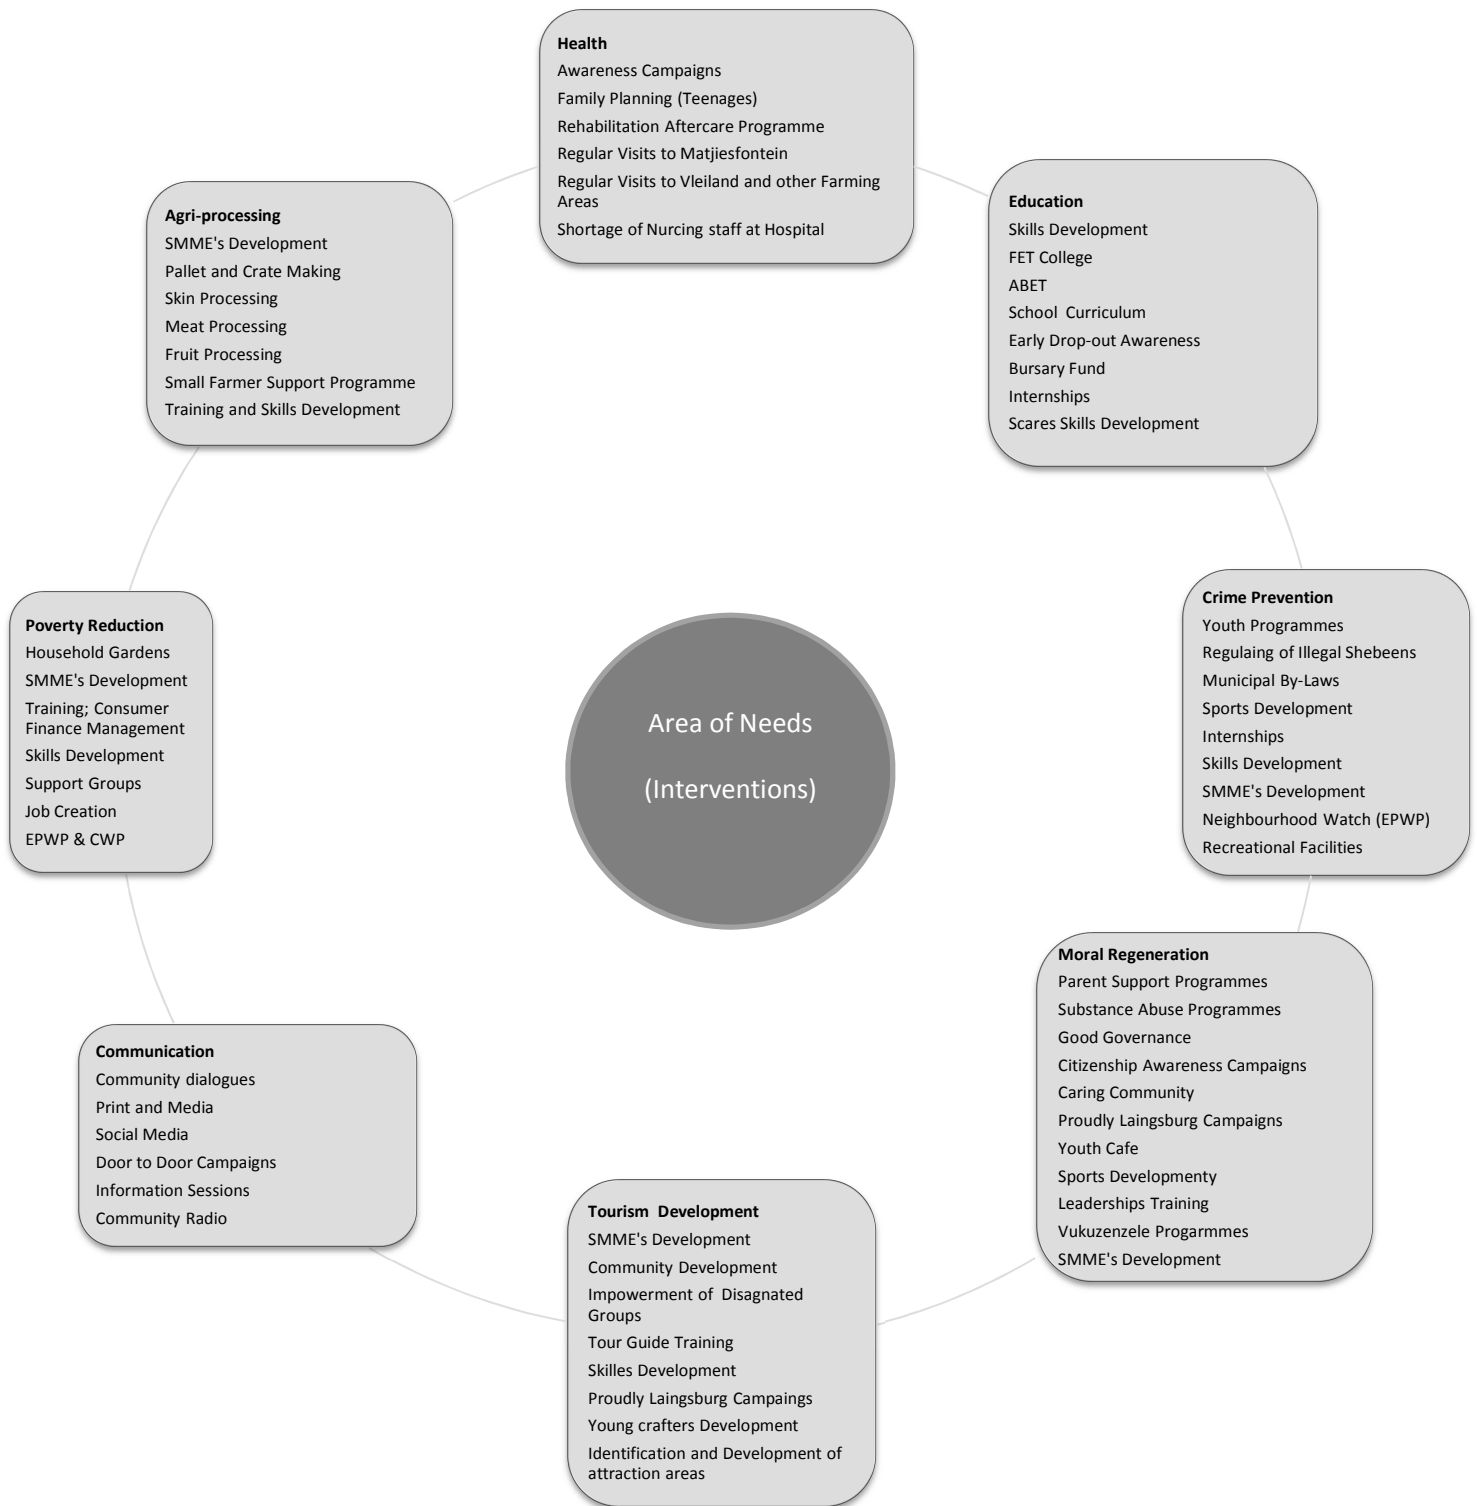 Health
Awareness Campaigns
Family Planning (Teenages)
Rehabilitation Aftercare Programme
Regular Visits to Matjiesfontein
Regular Visits to Vleiland and other Farming
Areas
Shortage of Nurcing staff at Hospital
Education
Skills Development
FET College
ABET
School Curriculum
Early Drop-out Awareness
Bursary Fund
Internships
Scares Skills Development
Crime Prevention
Youth Programmes
Regulaing of Illegal Shebeens
Municipal By-Laws
Sports Development
Internships
Skills Development
SMME's Development
Neighbourhood Watch (EPWP)
Recreational Facilities
Moral Regeneration
Parent Support Programmes
Substance Abuse Programmes
Good Governance
Citizenship Awareness Campaigns
Caring Community
Proudly Laingsburg Campaigns
Youth Cafe
Sports Developmenty
Leaderships Training
Vukuzenzele Progarmmes
SMME's Development
Tourism Development
SMME's Development
Community Development
Impowerment of Disagnated
Groups
Tour Guide Training
Skilles Development
Proudly Laingsburg Campaings
Young crafters Development
Identification and Development of
attraction areas
Communication
Community dialogues
Print and Media
Social Media
Door to Door Campaigns
Information Sessions
Community Radio
Poverty Reduction
Household Gardens
SMME's Development
Training; Consumer
Finance Management
Skills Development
Support Groups
Job Creation
EPWP & CWP
Agri-processing
SMME's Development
Pallet and Crate Making
Skin Processing
Meat Processing
Fruit Processing
Small Farmer Support Programme
Training and Skills Development
Area of Needs
(Interventions)